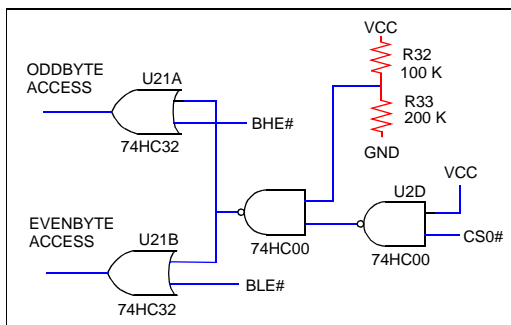 VCC
R32
100 K
ODDBYTE
ACCESS
U21A
BHE#
R33
200 K
74HC32
GND
EVENBYTE
ACCESS
U21B
U2D
VCC
74HC00
CS0#
74HC00
BLE#
74HC32